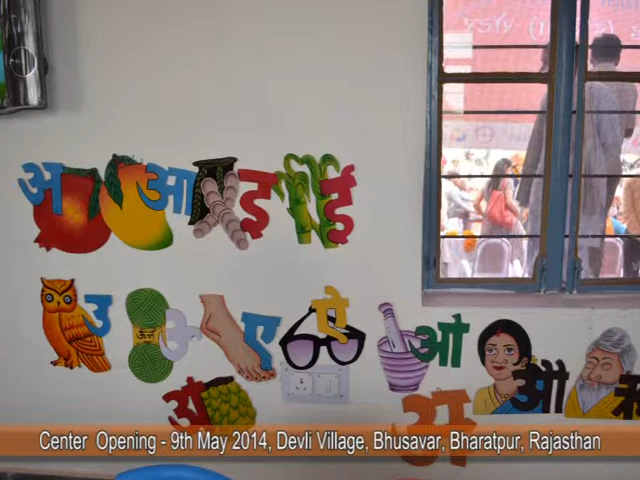 अ आ इ ई
उ ऊ ए ऐ ओ औ
अं अः
Center Opening - 9th May 2014, Devli Village, Bhusavar, Bharatpur, Rajasthan